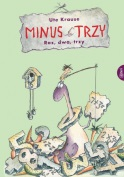 Ute Krause
MINUS TRZY
Raz, dwa, trzy